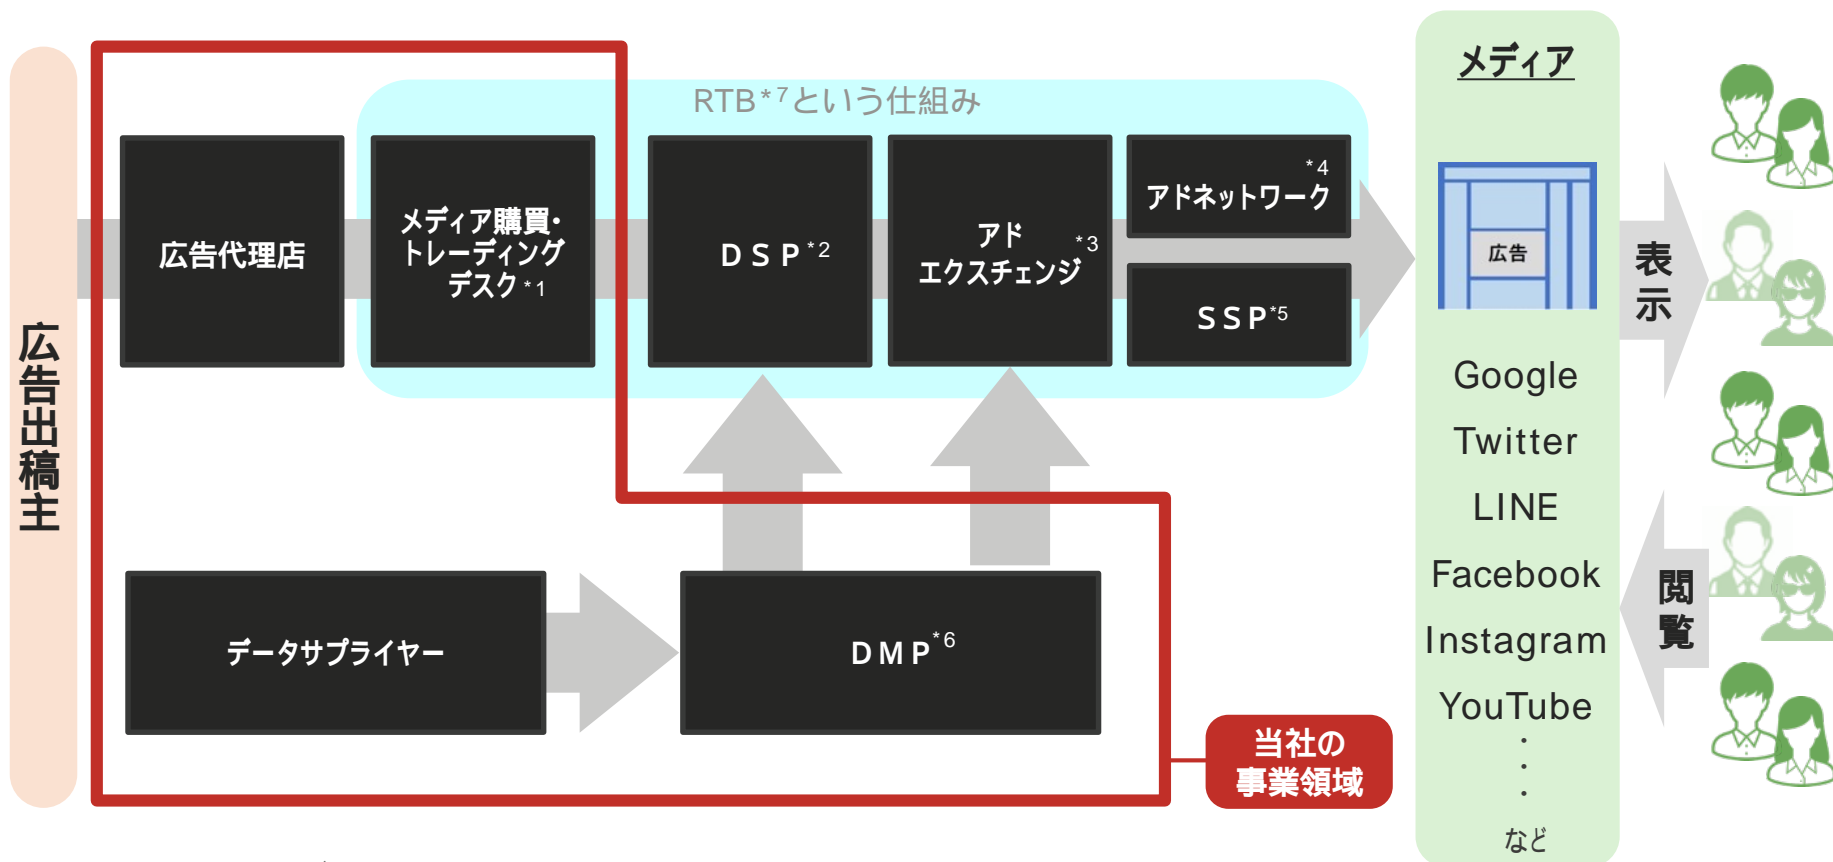 広告出稿主
RTB*7という仕組み
広告代理店
メディア購買・
トレーディング
デスク*1
DSP*2
アド
エクスチェンジ*3
*4
アドネットワーク
SSP*5
データサプライヤー
DMP*6
当社の
事業領域
メディア
広告
Google
Twitter
LINE
Facebook
Instagram
YouTube
・
・
・
など
表示
閲覧